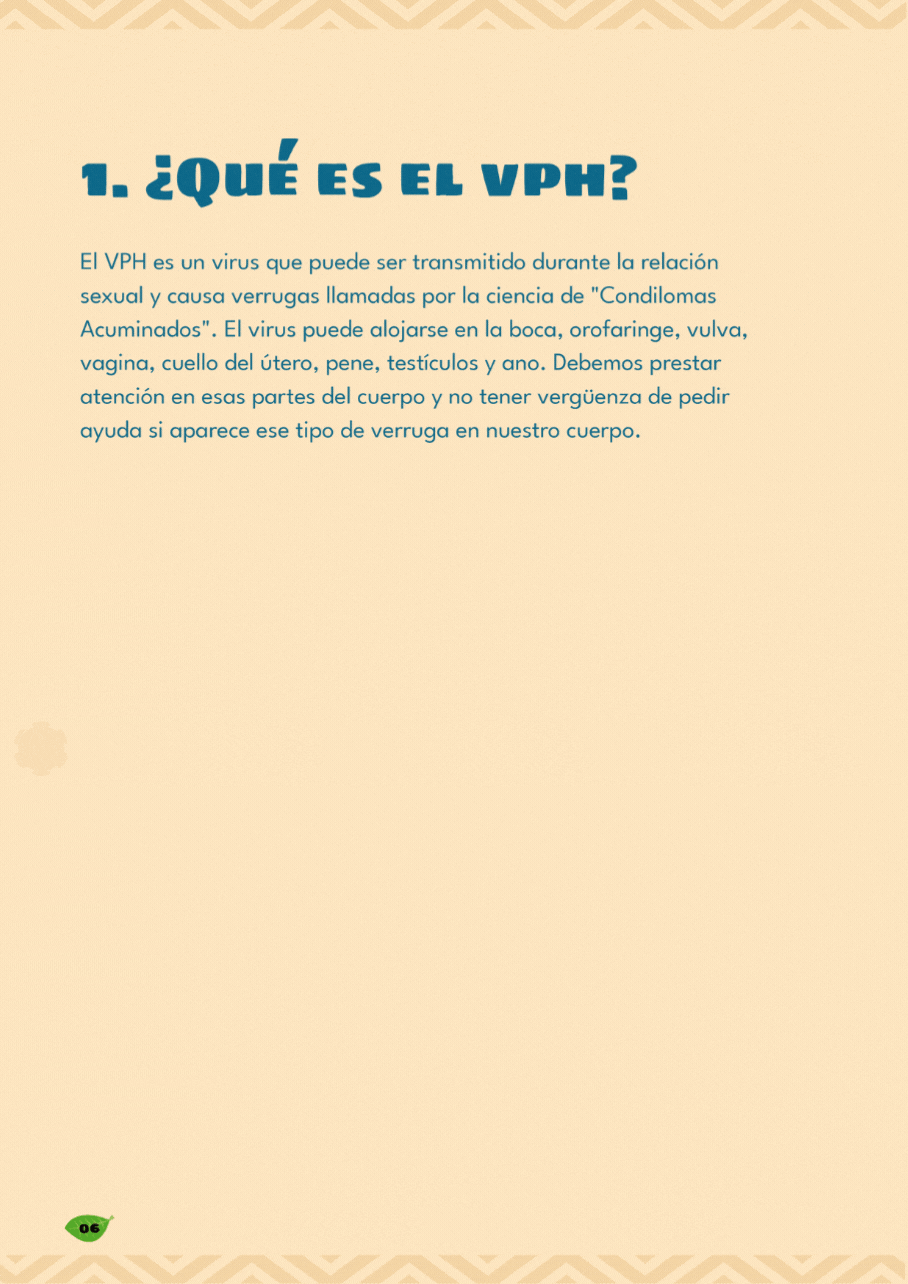 1. ¿QUÉ ES EL VPH?
El VPH es un virus que puede ser transmitido durante la relación
sexual y causa verrugas llamadas por la ciencia de "Condilomas
Acuminados". El virus puede alojarse en la boca, orofaringe, vulva,
vagina, cuello del útero, pene, testículos y ano. Debemos prestar
atención en esas partes del cuerpo y no tener vergüenza de pedir
ayuda si aparece ese tipo de verruga en nuestro cuerpo.
06